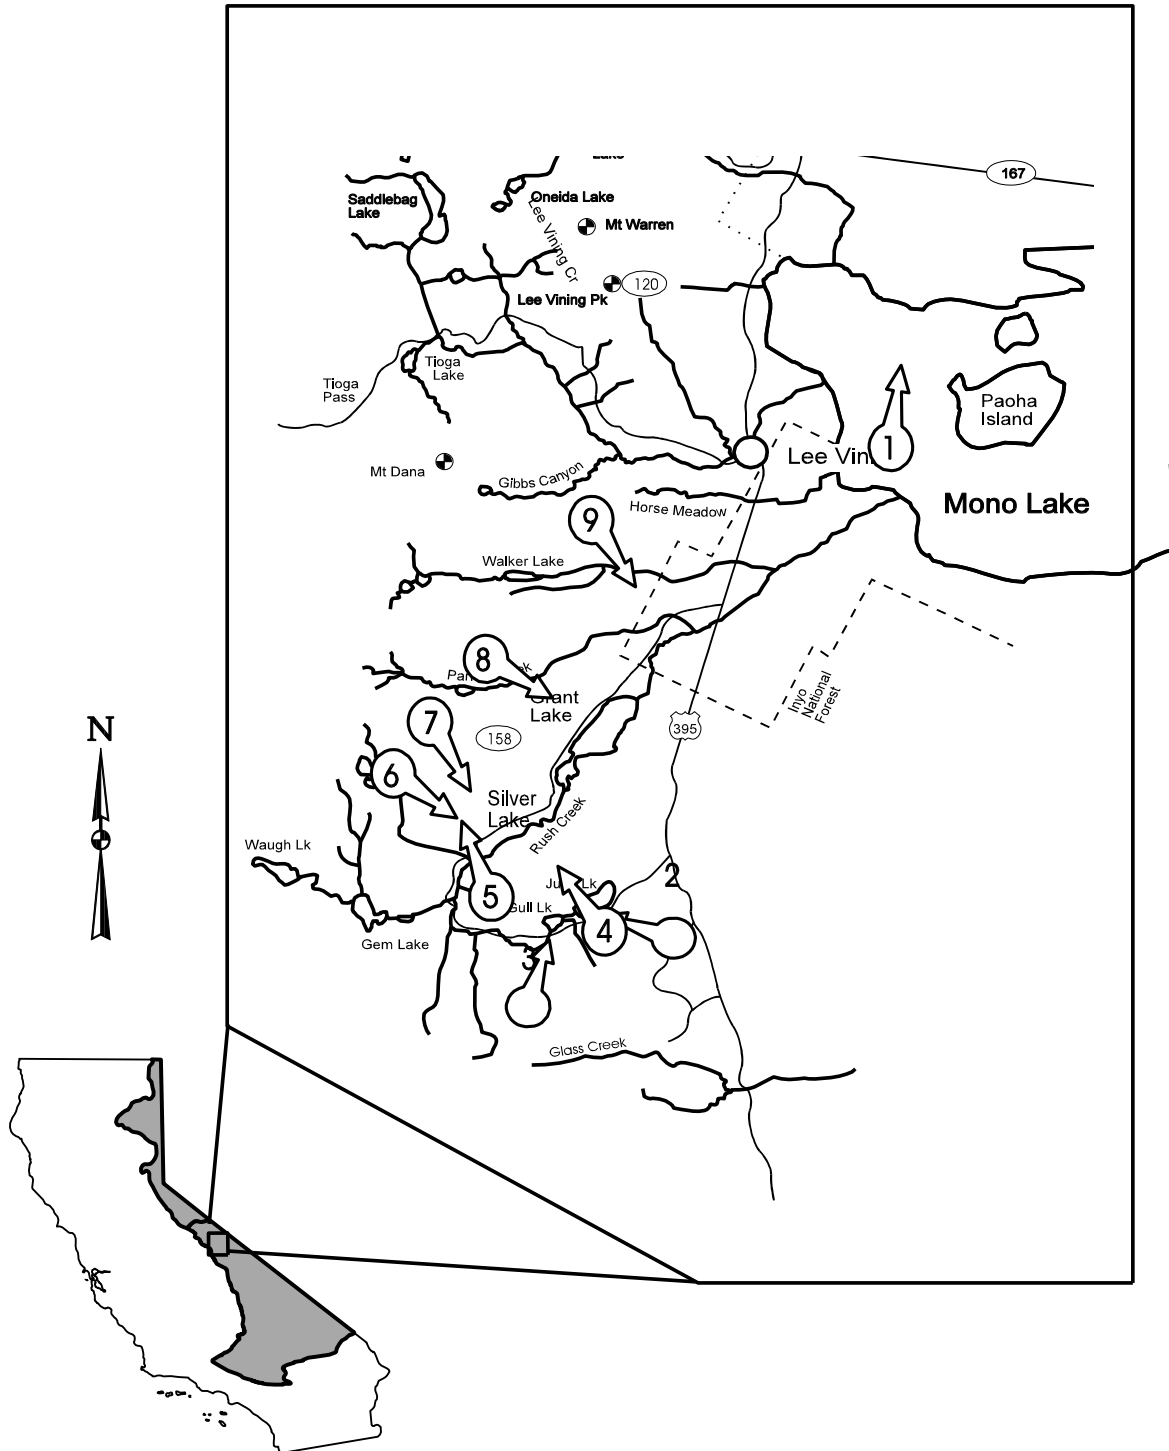 Lake
167
Saddlebag
Lake
Oneida Lake
Mt Warren
Lee Vining Cr
120
Lee Vining Pk
Tioga
Lake
Tioga
Pass
Paoha
Island
1
Lee Vin
Mt Dana
Gibbs Canyon
Horse Meadow
Mono Lake
9
Walker Lake
8
Grant
Lake
Inyo
National
Forest
7
158
395
N
6
Silver
Lake
Rush Creek
Waugh Lk
2
5
Lk
Gull Lk
4
Gem Lake
3
Glass Creek